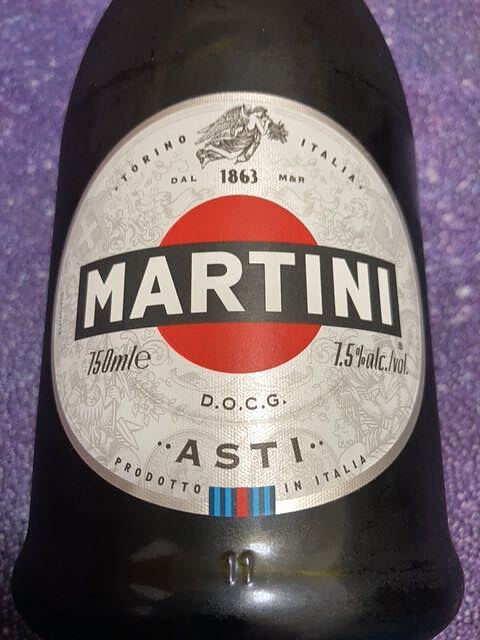 TORINO ITALIA
DAL 1863 M&R
MARTINI®
750ml℮ 7.5%alc./vol.
D.O.C.G.
··ASTI··
PRODOTTO IN ITALIA
11